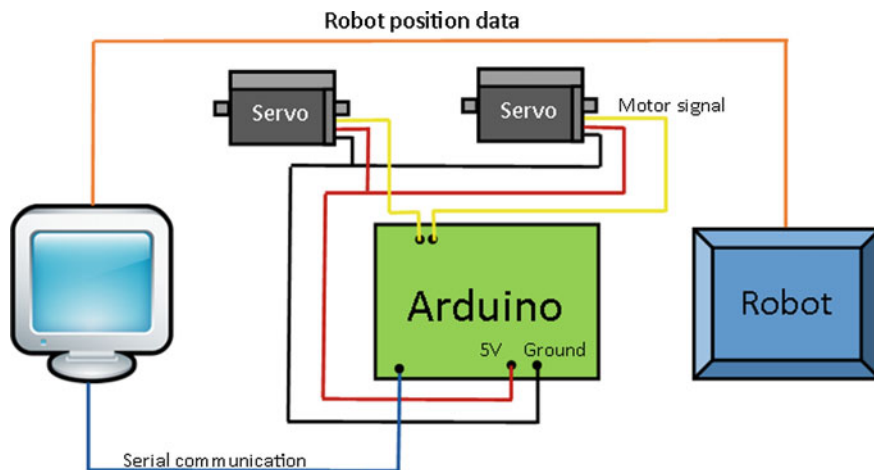 Robot position data
Servo
Servo
Motor signal
Arduino
Robot
5V Ground
Serial communication